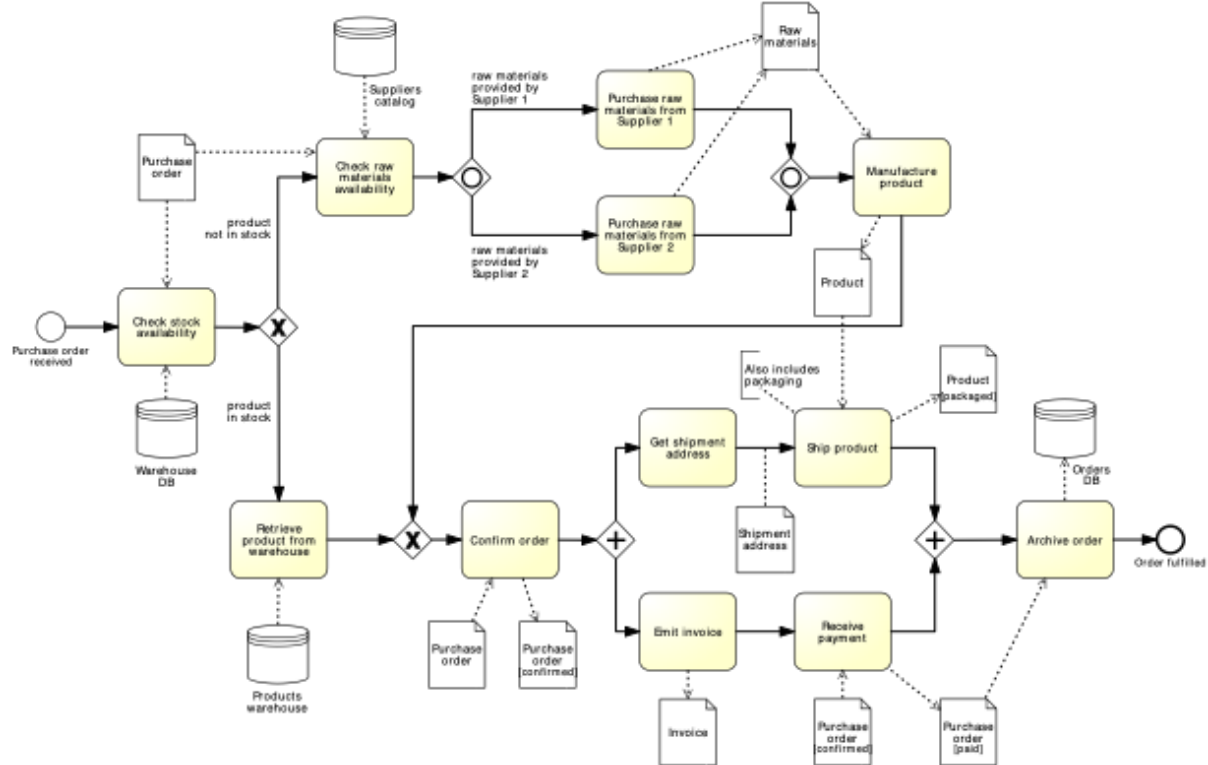 Suppliers
catalog
Purchase
order
Check raw
materials
availability
raw materials
provided by
Supplier 1
Purchase raw
materials from
Supplier 1
Raw
materials
raw materials
provided by
Supplier 2
Purchase raw
materials from
Supplier 2
Manufacture
product
product
not in stock
Product
Purchase order
received
Check stock
availability
X
Warehouse
DB
product
in stock
Retrieve
product from
warehouse
Products
warehouse
X
Confirm order
Purchase
order
Purchase
order
[confirmed]
Get shipment
address
Shipment
address
Also includes
packaging
Ship product
Product
[packaged]
Emit invoice
Invoice
Receive
payment
Purchase
order
[confirmed]
Purchase
order
[paid]
Orders
DB
Archive order
Order fulfilled